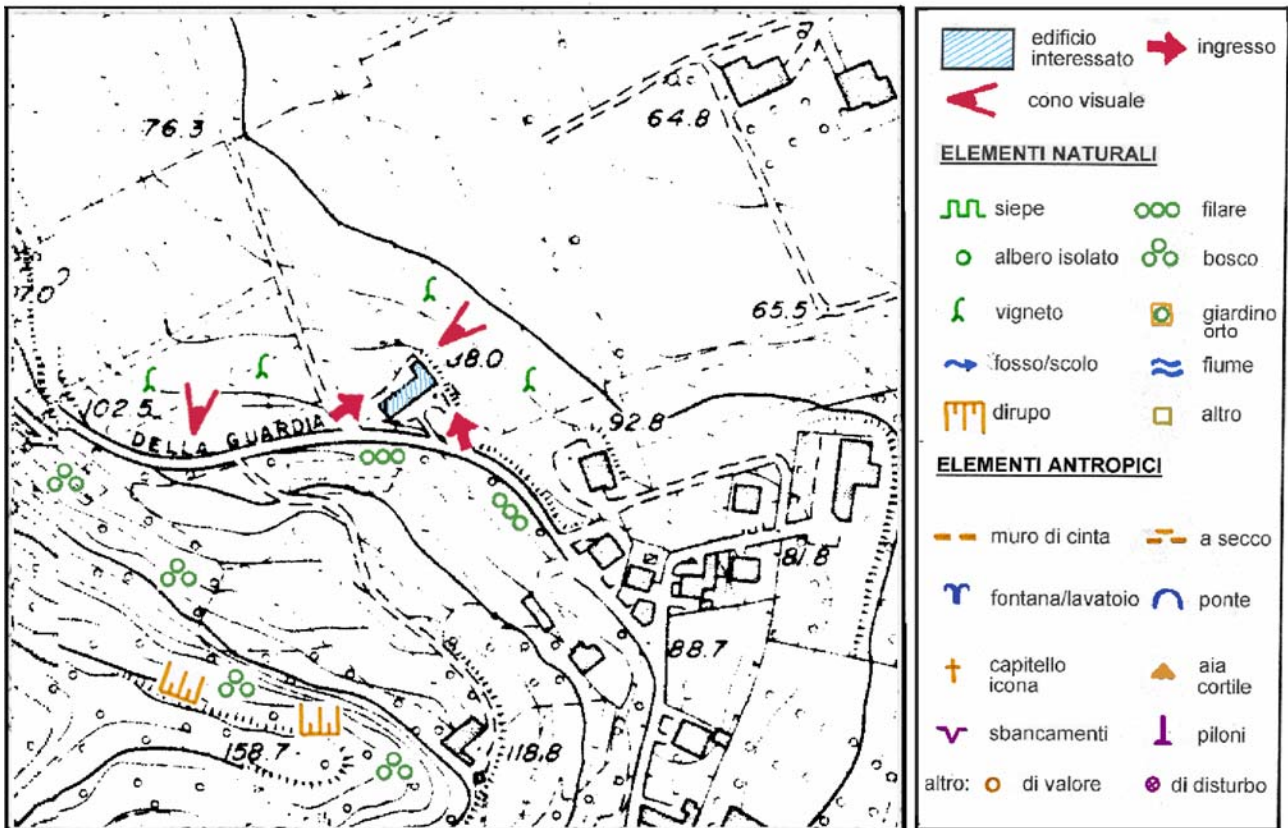 76.3
64.8
7.0
65.5
38.0
102.5
DELLA GUARDIA
92.8
81.8
88.7
158.7
118.8
edificio
interessato
ingresso
cono visuale
ELEMENTI NATURALI
siepe
filare
albero isolato
bosco
vigneto
giardino
orto
fosso/scolo
fiume
dirupo
altro
ELEMENTI ANTROPICI
muro di cinta
a secco
fontana/lavatoio
ponte
capitello
icona
aia
cortile
sbancamenti
piloni
altro:
di valore
di disturbo